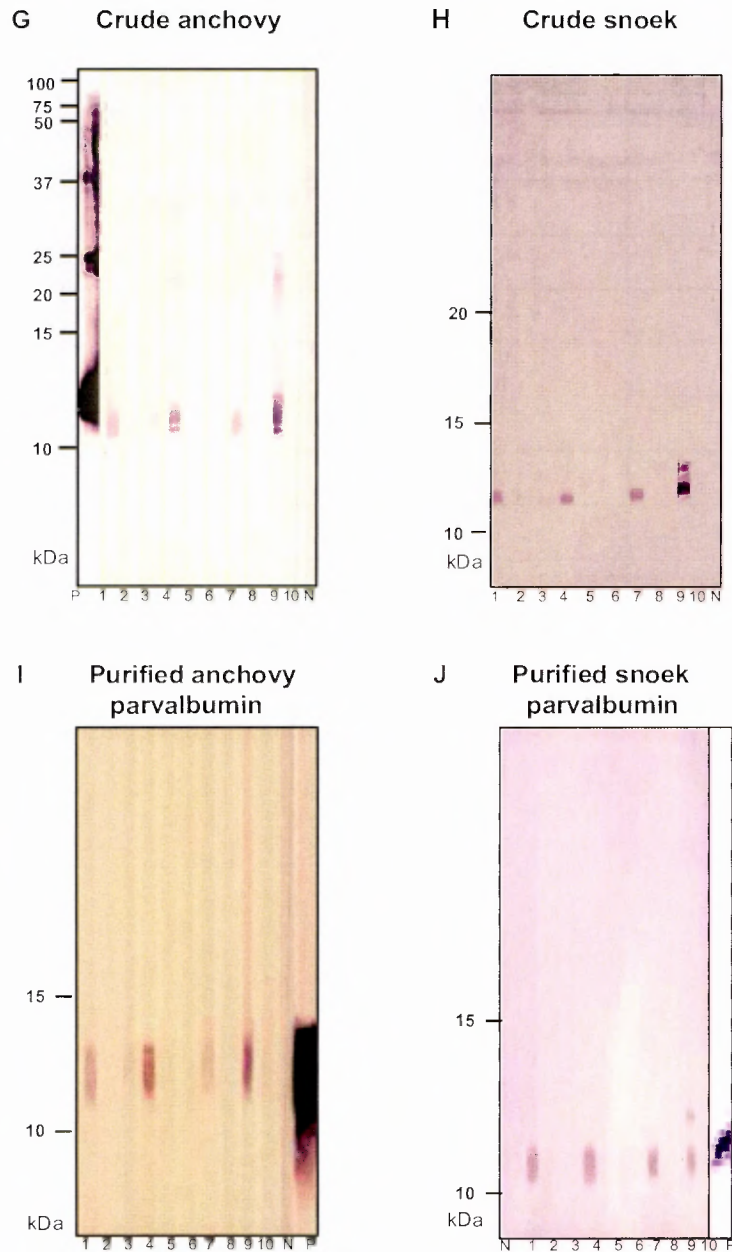 G Crude anchovy
H Crude snoek
100
75
50
37
25
20
15
10
kDa
P 1 2 3 4 5 6 7 8 9 10 N
20
15
10
kDa
1 2 3 4 5 6 7 8 9 10 N
I Purified anchovy
parvalbumin
J Purified snoek
parvalbumin
15
10
kDa
1 2 3 4 5 6 7 8 9 10 N P
15
10
kDa
N 1 2 3 4 5 6 7 8 9 10 P